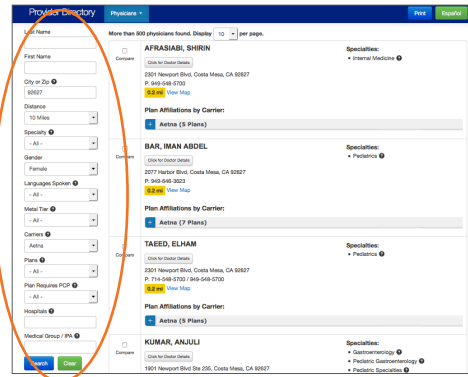 Provider Directory
Physicians
Print
Español
Last Name
First Name
City or Zip
92627
Distance
10 Miles
Specialty
- All -
Gender
Female
Languages Spoken
- All -
Metal Tier
- All -
Carriers
Aetna
Plans
- All -
Plan Requires PCP
- All -
Hospitals
Medical Group / IPA
Search
Clear
More than 500 physicians found. Display 10 per page.
Compare
AFRASIABI, SHIRIN
Click for Doctor Details
2301 Newport Blvd, Costa Mesa, CA 92627
P: 949-548-5700
0.2 mi View Map
Plan Affiliations by Carrier:
+ Aetna (5 Plans)
Specialties:
• Internal Medicine
Compare
BAR, IMAN ABDEL
Click for Doctor Details
2077 Harbor Blvd, Costa Mesa, CA 92627
P: 949-646-3623
0.2 mi View Map
Plan Affiliations by Carrier:
+ Aetna (7 Plans)
Specialties:
• Pediatrics
Compare
TAEED, ELHAM
Click for Doctor Details
2301 Newport Blvd, Costa Mesa, CA 92627
P: 714-548-5700 / 949-548-5700
0.2 mi View Map
Plan Affiliations by Carrier:
+ Aetna (5 Plans)
Specialties:
• Pediatrics
Compare
KUMAR, ANJULI
Click for Doctor Details
1901 Newport Blvd Ste 235, Costa Mesa, CA 92627
Specialties:
• Gastroenterology
• Pediatric Gastroenterology
• Pediatric Specialties